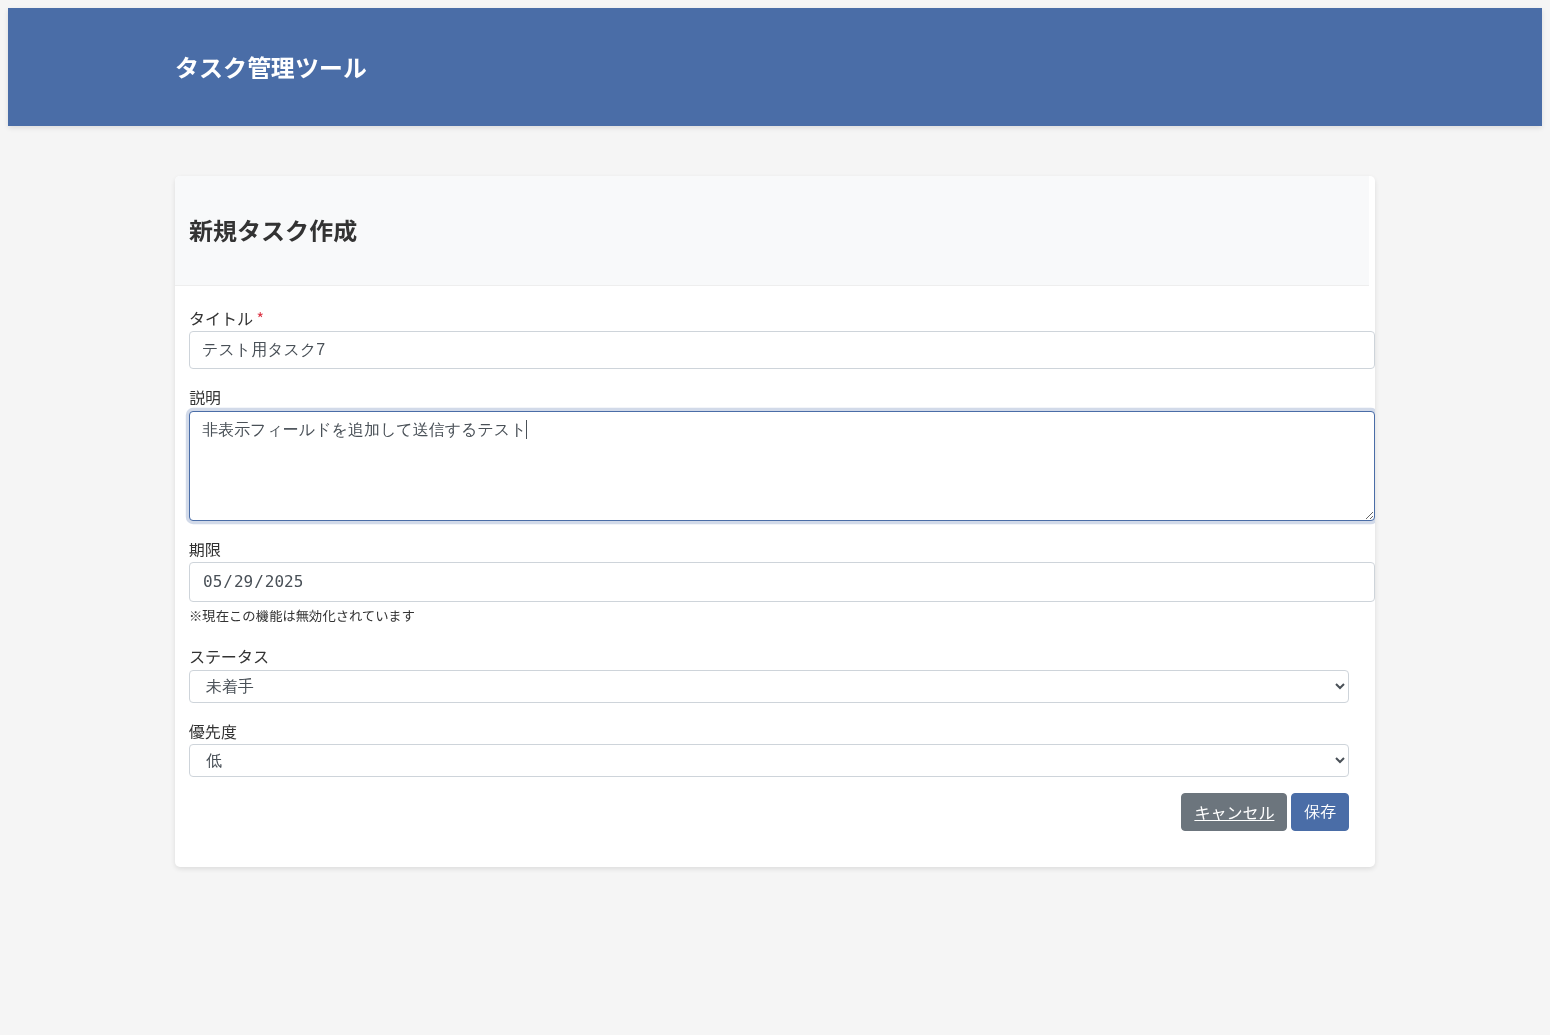 タスク管理ツール
新規タスク作成
タイトル *
テスト用タスク7
説明
非表示フィールドを追加して送信するテスト
期限
05/29/2025
※現在この機能は無効化されています
ステータス
未着手
優先度
低
キャンセル 保存